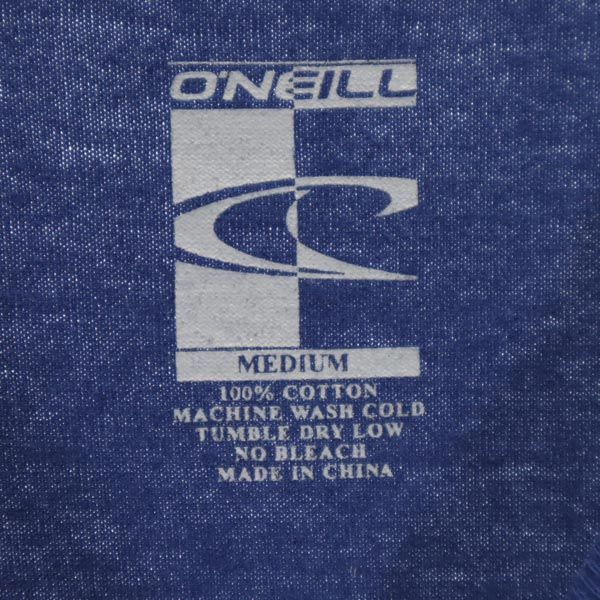 O'NEILL
MEDIUM
100% COTTON
MACHINE WASH COLD
TUMBLE DRY LOW
NO BLEACH
MADE IN CHINA